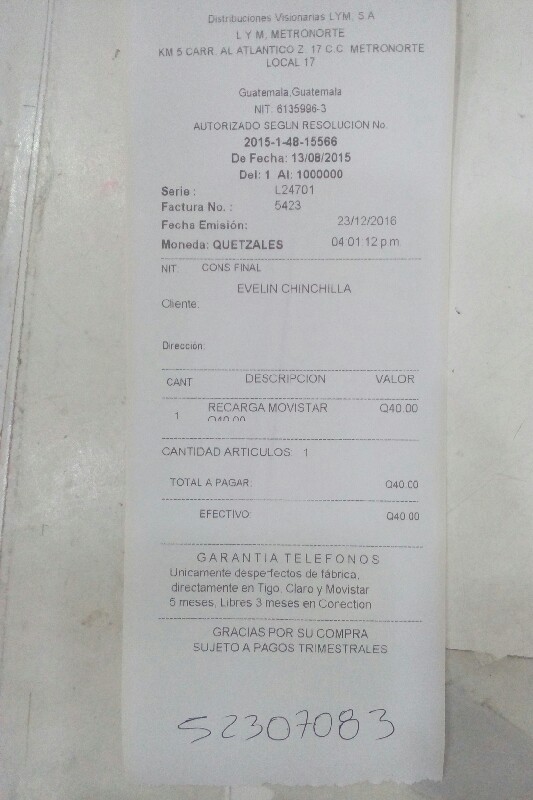 Distribuciones Visionarias LYM, S.A
L Y M, METRONORTE
KM 5 CARR. AL ATLANTICO Z. 17 C.C. METRONORTE
LOCAL 17
Guatemala,Guatemala
NIT: 6135996-3
AUTORIZADO SEGUN RESOLUCION No.
2015-1-48-15566
De Fecha: 13/08/2015
Del: 1 Al: 1000000
Serie : L24701
Factura No. : 5423
Fecha Emisión: 23/12/2016
Moneda: QUETZALES 04:01:12 p.m.
NIT: CONS FINAL
EVELIN CHINCHILLA
Cliente:
Dirección:
CANT DESCRIPCION VALOR
1 RECARGA MOVISTAR Q40.00
Q40.00
CANTIDAD ARTICULOS: 1
TOTAL A PAGAR: Q40.00
EFECTIVO: Q40.00
GARANTIA TELEFONOS
Unicamente desperfectos de fábrica,
directamente en Tigo, Claro y Movistar
5 meses, Libres 3 meses en Corection
GRACIAS POR SU COMPRA
SUJETO A PAGOS TRIMESTRALES
52307083